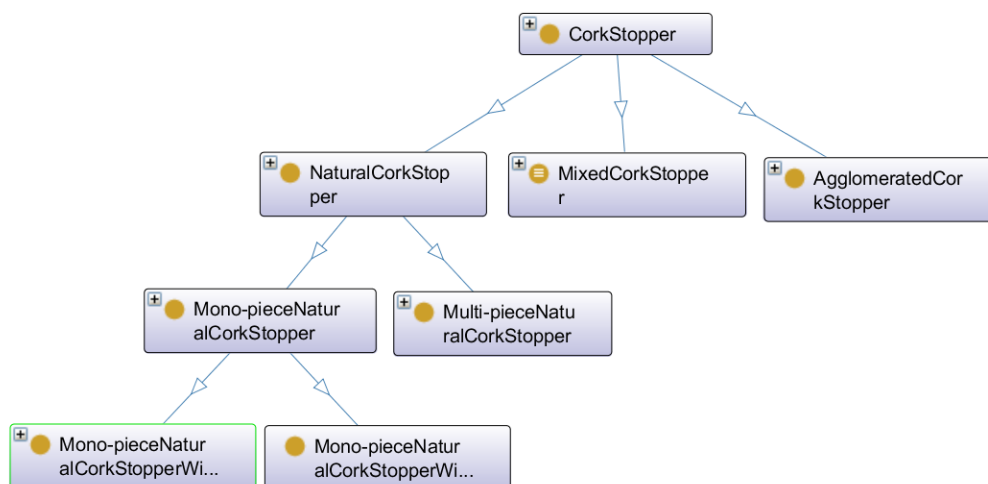 CorkStopper
NaturalCorkStop
per
MixedCorkStoppe
r
AgglomeratedCor
kStopper
Mono-pieceNatur
alCorkStopper
Multi-pieceNatu
ralCorkStopper
Mono-pieceNatur
alCorkStopperWi...
Mono-pieceNatur
alCorkStopperWi...